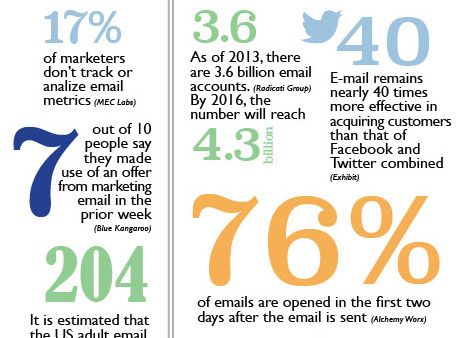 17%
of marketers
don't track or
analize email
metrics (MEC Labs)
7
out of 10
people say
they made
use of an offer
from marketing
email in the
prior week
(Blue Kangaroo)
204
It is estimated that
the US adult email
3.6
As of 2013, there
are 3.6 billion email
accounts. (Radicati Group)
By 2016, the
number will reach
4.3 billion
40
E-mail remains
nearly 40 times
more effective in
acquiring customers
than that of
Facebook and
Twitter combined
(Exhibit)
76%
of emails are opened in the first two
days after the email is sent (Alchemy Worx)